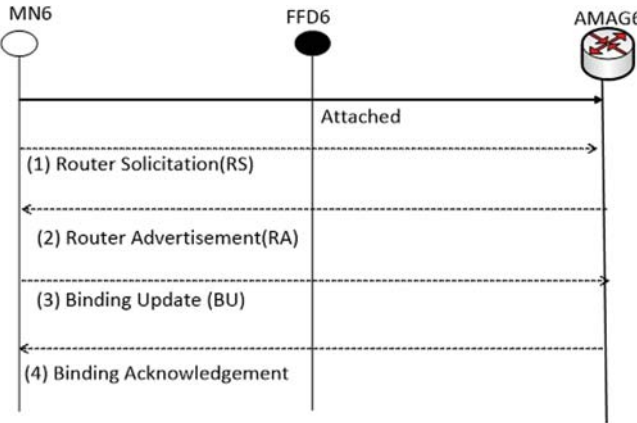 MN6
FFD6
AMAG6
Attached
(1) Router Solicitation(RS)
(2) Router Advertisement(RA)
(3) Binding Update (BU)
(4) Binding Acknowledgement